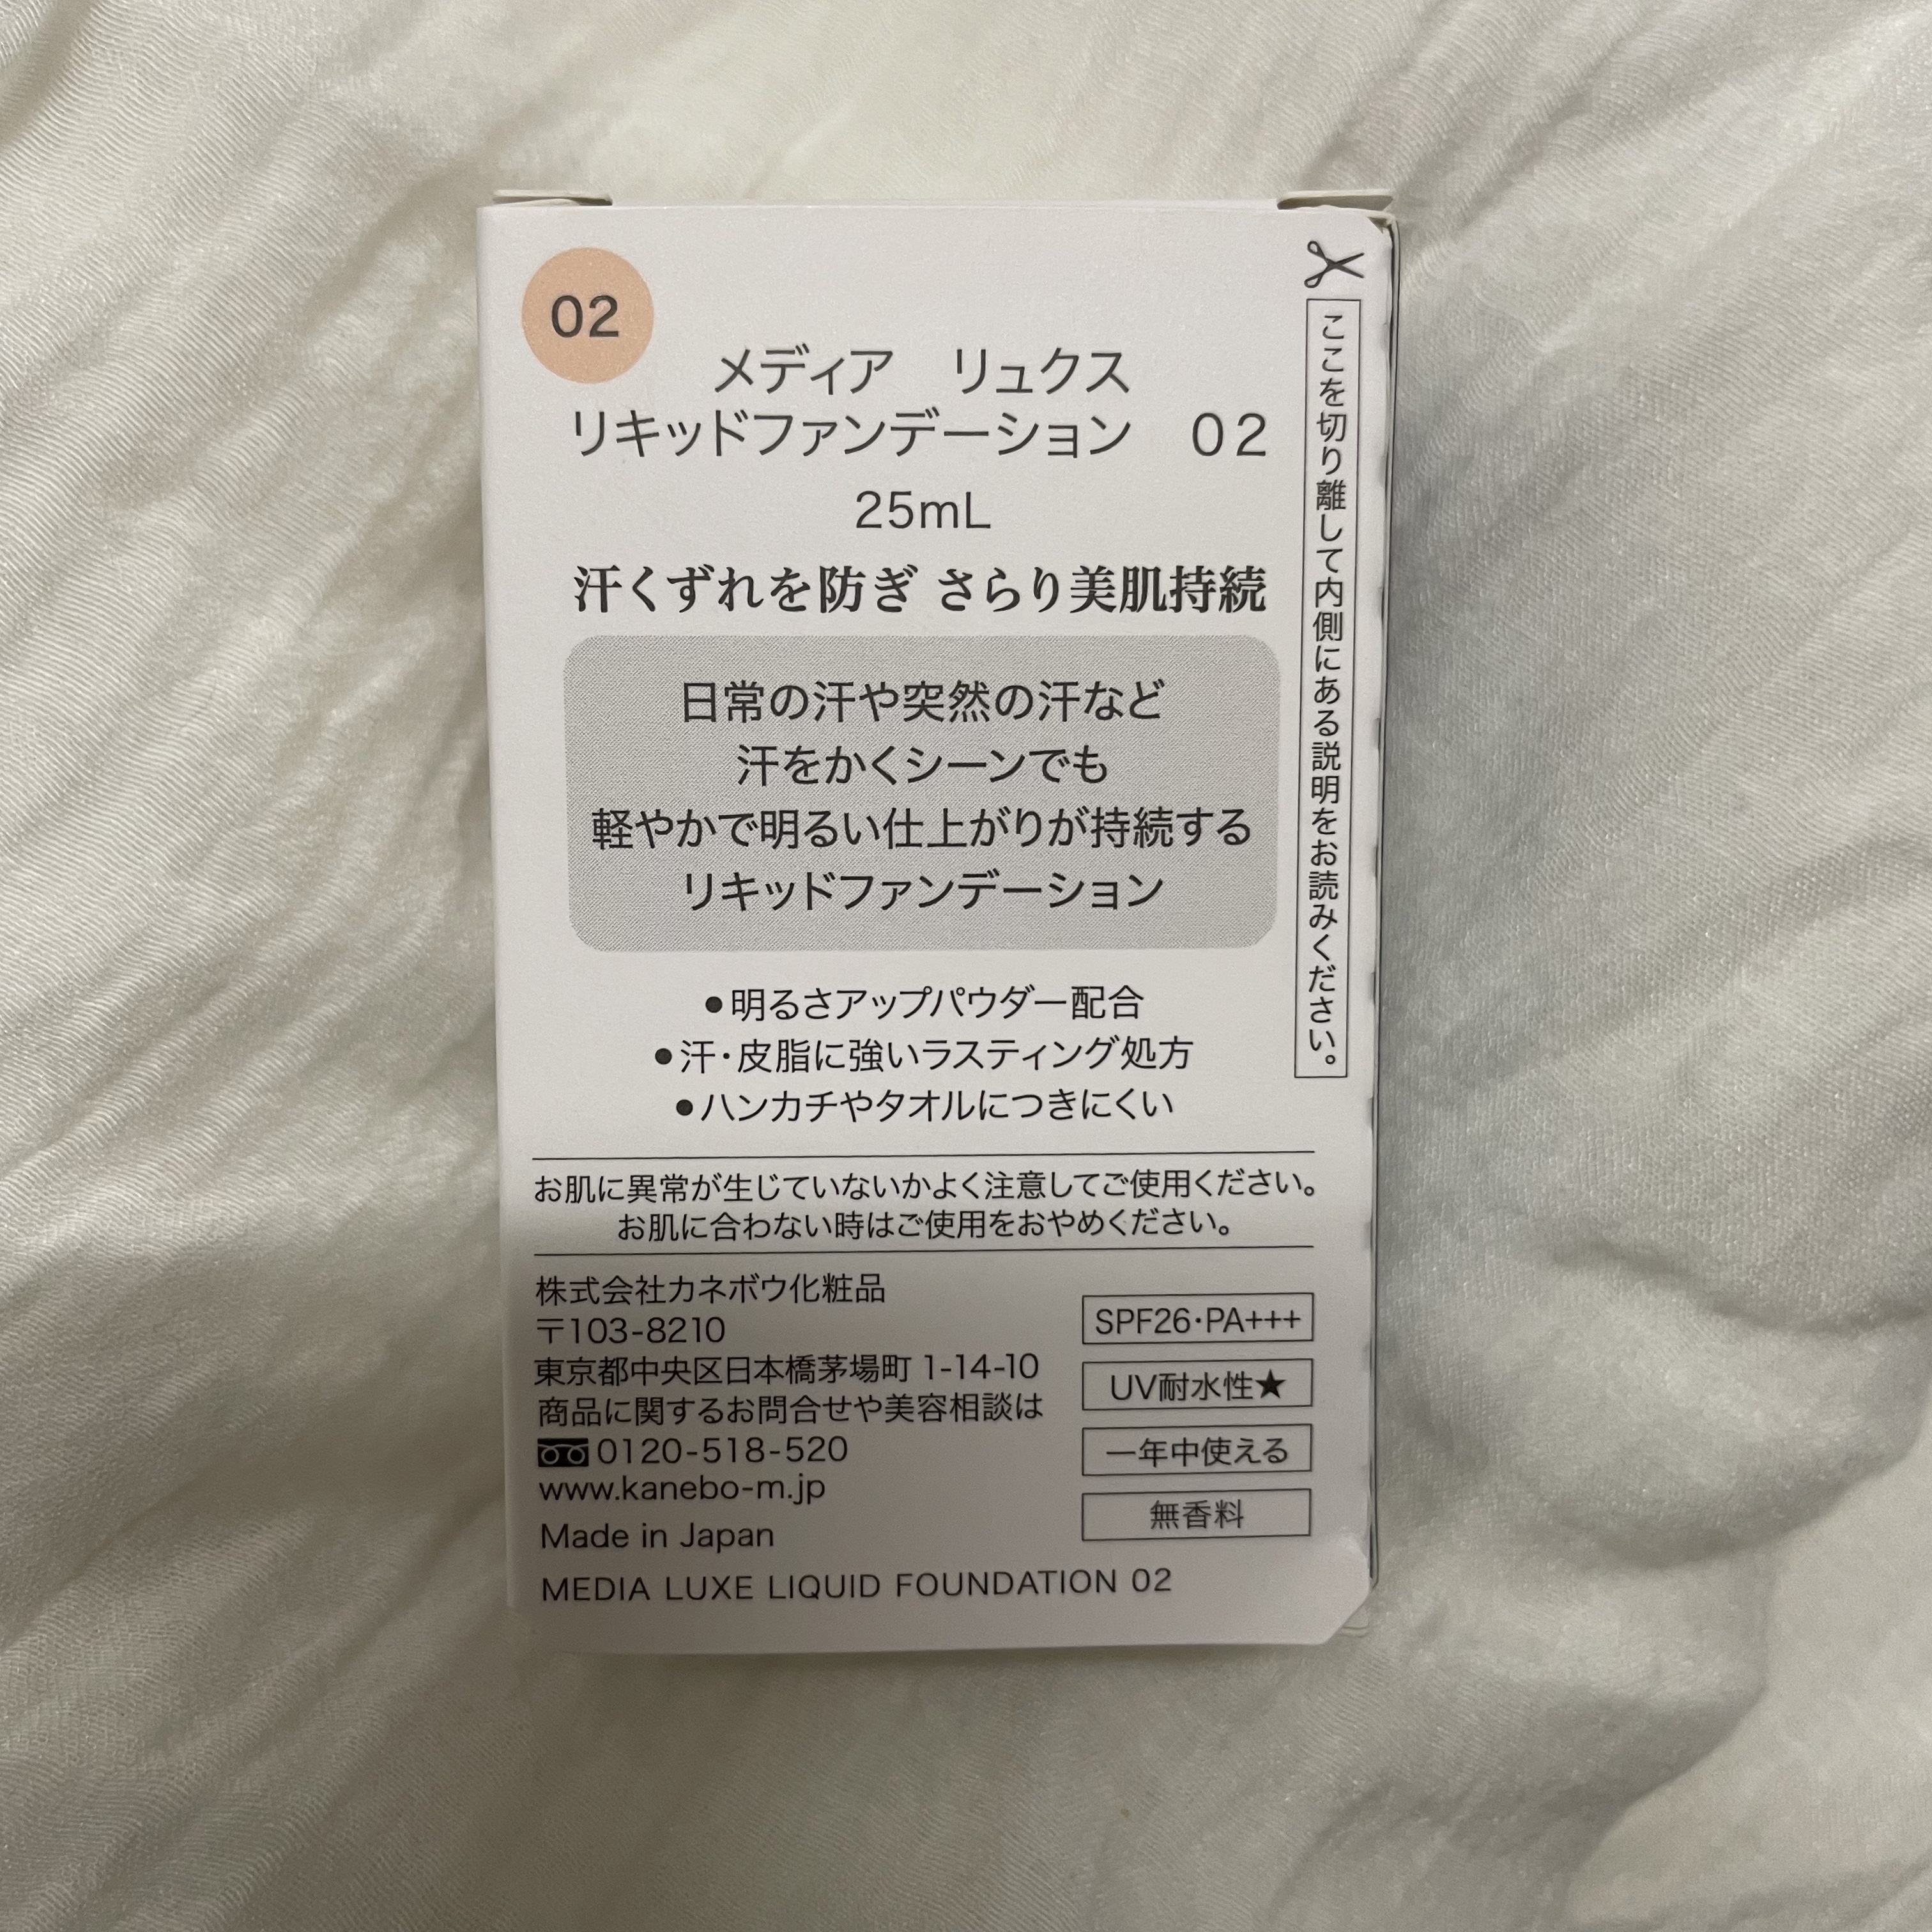 02
メディア　リュクス
リキッドファンデーション　02
25mL
汗くずれを防ぎ さらり美肌持続
日常の汗や突然の汗など
汗をかくシーンでも
軽やかで明るい仕上がりが持続する
リキッドファンデーション
●明るさアップパウダー配合
●汗・皮脂に強いラスティング処方
●ハンカチやタオルにつきにくい
お肌に異常が生じていないかよく注意してご使用ください。
お肌に合わない時はご使用をおやめください。
株式会社カネボウ化粧品
〒103-8210
東京都中央区日本橋茅場町 1-14-10
商品に関するお問合せや美容相談は
0120-518-520
www.kanebo-m.jp
Made in Japan
MEDIA LUXE LIQUID FOUNDATION 02
SPF26・PA+++
UV耐水性★
一年中使える
無香料
ここを切り離して内側にある説明をお読みください。